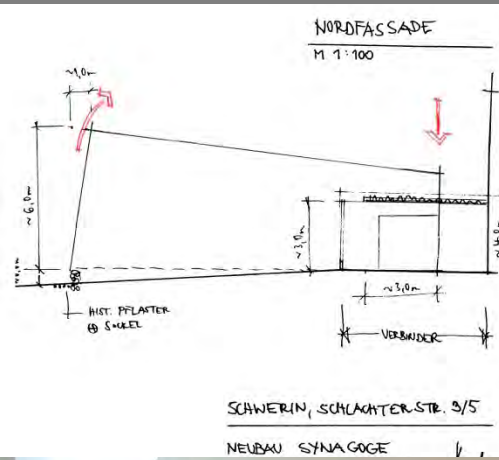 NORDFASSADE
M 1:100
~1,0m
~6,0m
~3,0m
~3,0m
HIST. PFLASTER
⊕ SOCKEL
VERBINDER
SCHWERIN, SCHLACHTERSTR. 3/5
NEUBAU SYNAGOGE